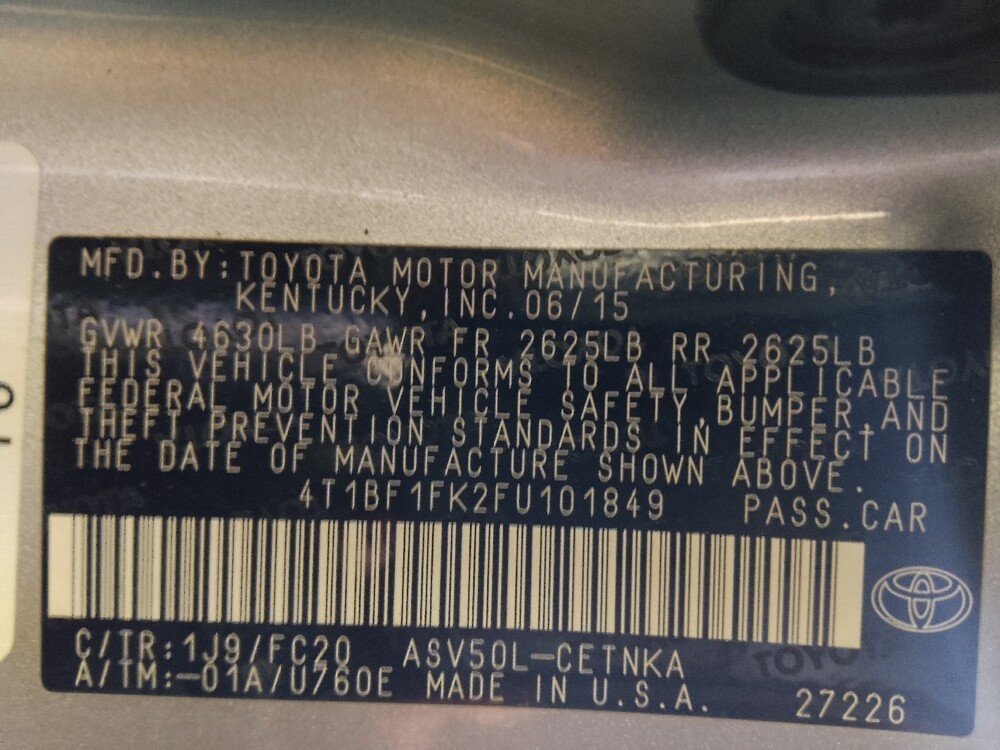 MFD.BY:TOYOTA MOTOR MANUFACTURING,
KENTUCKY,INC.06/15
GVWR 4630LB GAWR FR 2625LB RR 2625LB
THIS VEHICLE CONFORMS TO ALL APPLICABLE
FEDERAL MOTOR VEHICLE SAFETY,BUMPER,AND
THEFT PREVENTION STANDARDS IN EFFECT ON
THE DATE OF MANUFACTURE SHOWN ABOVE.
4T1BF1FK2FU101849 PASS.CAR
C/TR:1J9/FC20 ASV50L-CETNKA
A/TM:-01A/U760E MADE IN U.S.A. 27226
TOYOTA